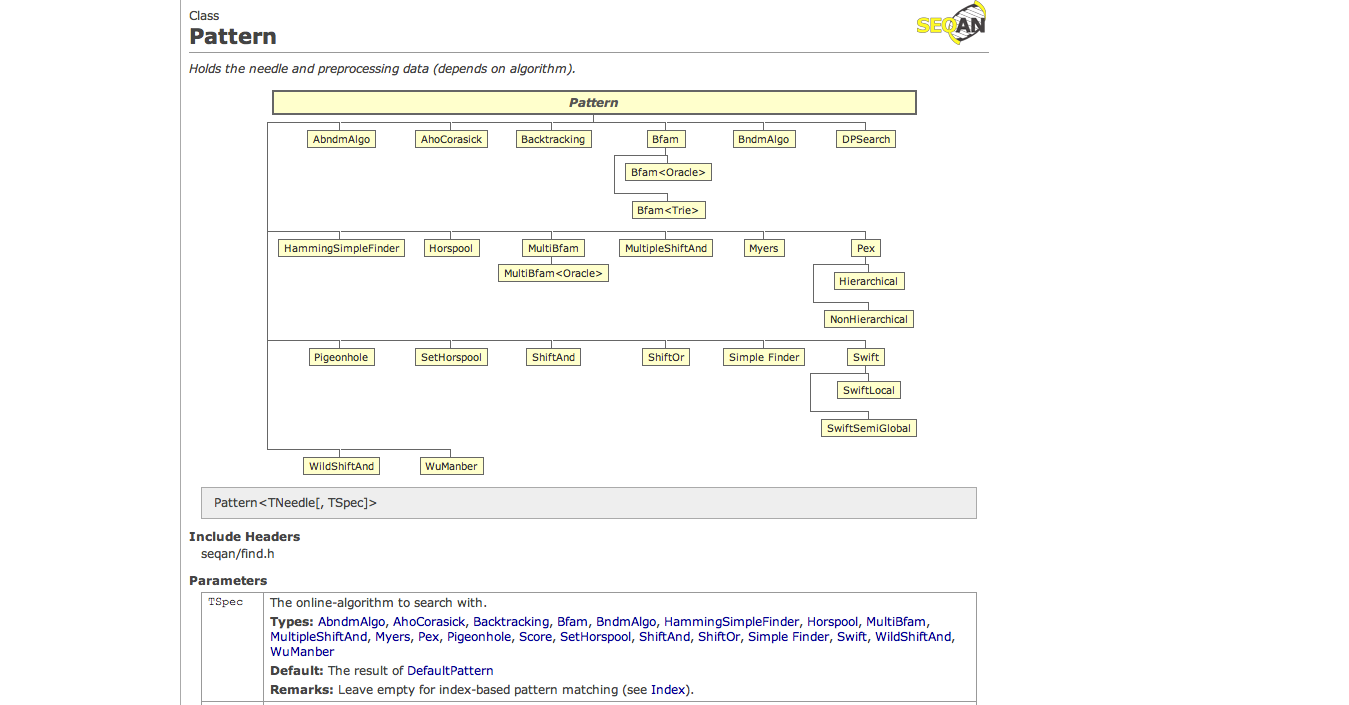 Class
Pattern
SEQAN
Holds the needle and preprocessing data (depends on algorithm).
Pattern
AbndmAlgo AhoCorasick Backtracking Bfam BndmAlgo DPSearch
Bfam<Oracle>
Bfam<Trie>
HammingSimpleFinder Horspool MultiBfam MultipleShiftAnd Myers Pex
MultiBfam<Oracle> Hierarchical
NonHierarchical
Pigeonhole SetHorspool ShiftAnd ShiftOr Simple Finder Swift
SwiftLocal
SwiftSemiGlobal
WildShiftAnd WuManber
Pattern<TNeedle[, TSpec]>
Include Headers
seqan/find.h
Parameters
TSpec The online-algorithm to search with.
Types: AbndmAlgo, AhoCorasick, Backtracking, Bfam, BndmAlgo, HammingSimpleFinder, Horspool, MultiBfam,
MultipleShiftAnd, Myers, Pex, Pigeonhole, Score, SetHorspool, ShiftAnd, ShiftOr, Simple Finder, Swift, WildShiftAnd,
WuManber
Default: The result of DefaultPattern
Remarks: Leave empty for index-based pattern matching (see Index).